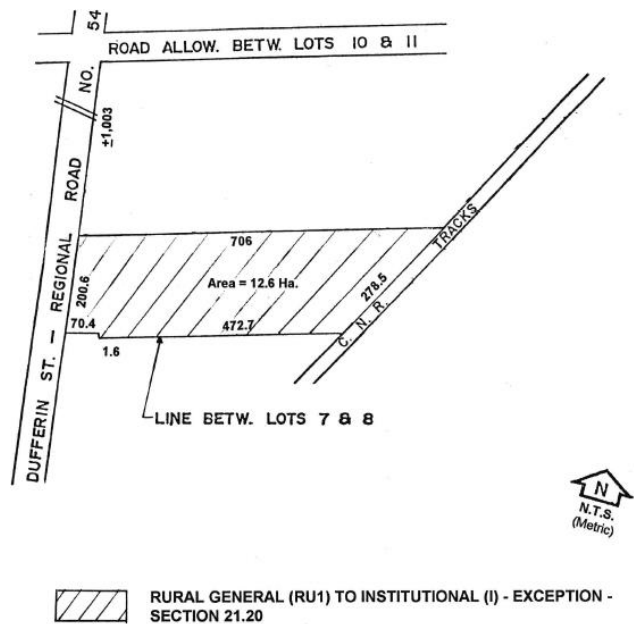 NO. 54
ROAD ALLOW. BETW. LOTS 10 & 11
±1,003
DUFFERIN ST. — REGIONAL ROAD
706
TRACKS
200.6
Area = 12.6 Ha.
278.5
70.4
472.7
C. N. R.
1.6
LINE BETW. LOTS 7 & 8
N
N.T.S.
(Metric)
RURAL GENERAL (RU1) TO INSTITUTIONAL (I) - EXCEPTION -
SECTION 21.20